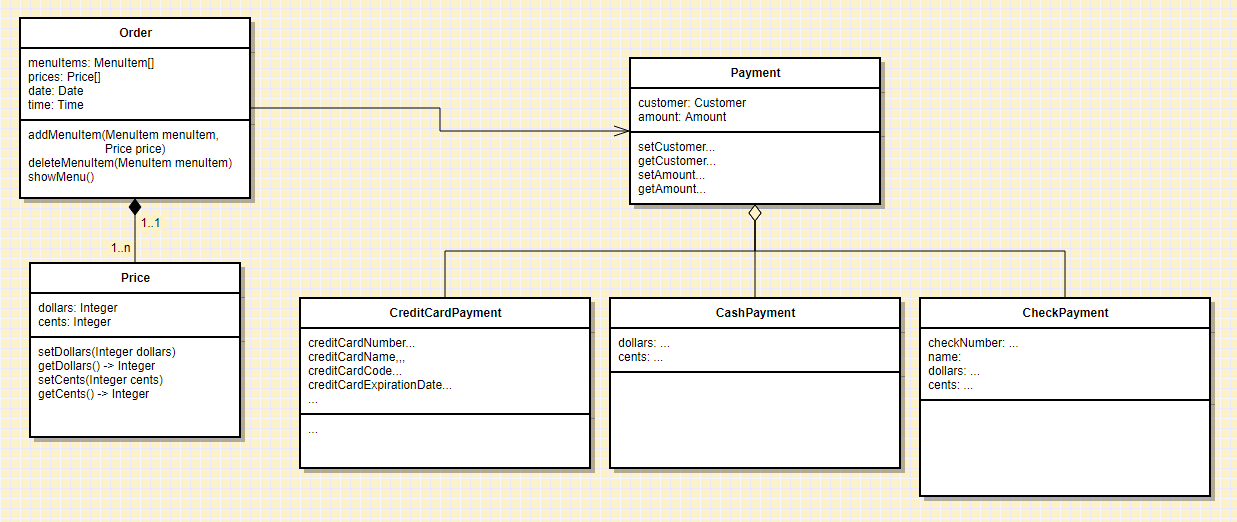 Order
menuItems: MenuItem[]
prices: Price[]
date: Date
time: Time
addMenuItem(MenuItem menuItem,
Price price)
deleteMenuItem(MenuItem menuItem)
showMenu()
1..1
1..n
Price
dollars: Integer
cents: Integer
setDollars(Integer dollars)
getDollars() -> Integer
setCents(Integer cents)
getCents() -> Integer
Payment
customer: Customer
amount: Amount
setCustomer...
getCustomer...
setAmount...
getAmount...
CreditCardPayment
creditCardNumber...
creditCardName,,,
creditCardCode...
creditCardExpirationDate...
...
...
CashPayment
dollars: ...
cents: ...
CheckPayment
checkNumber: ...
name:
dollars: ...
cents: ...